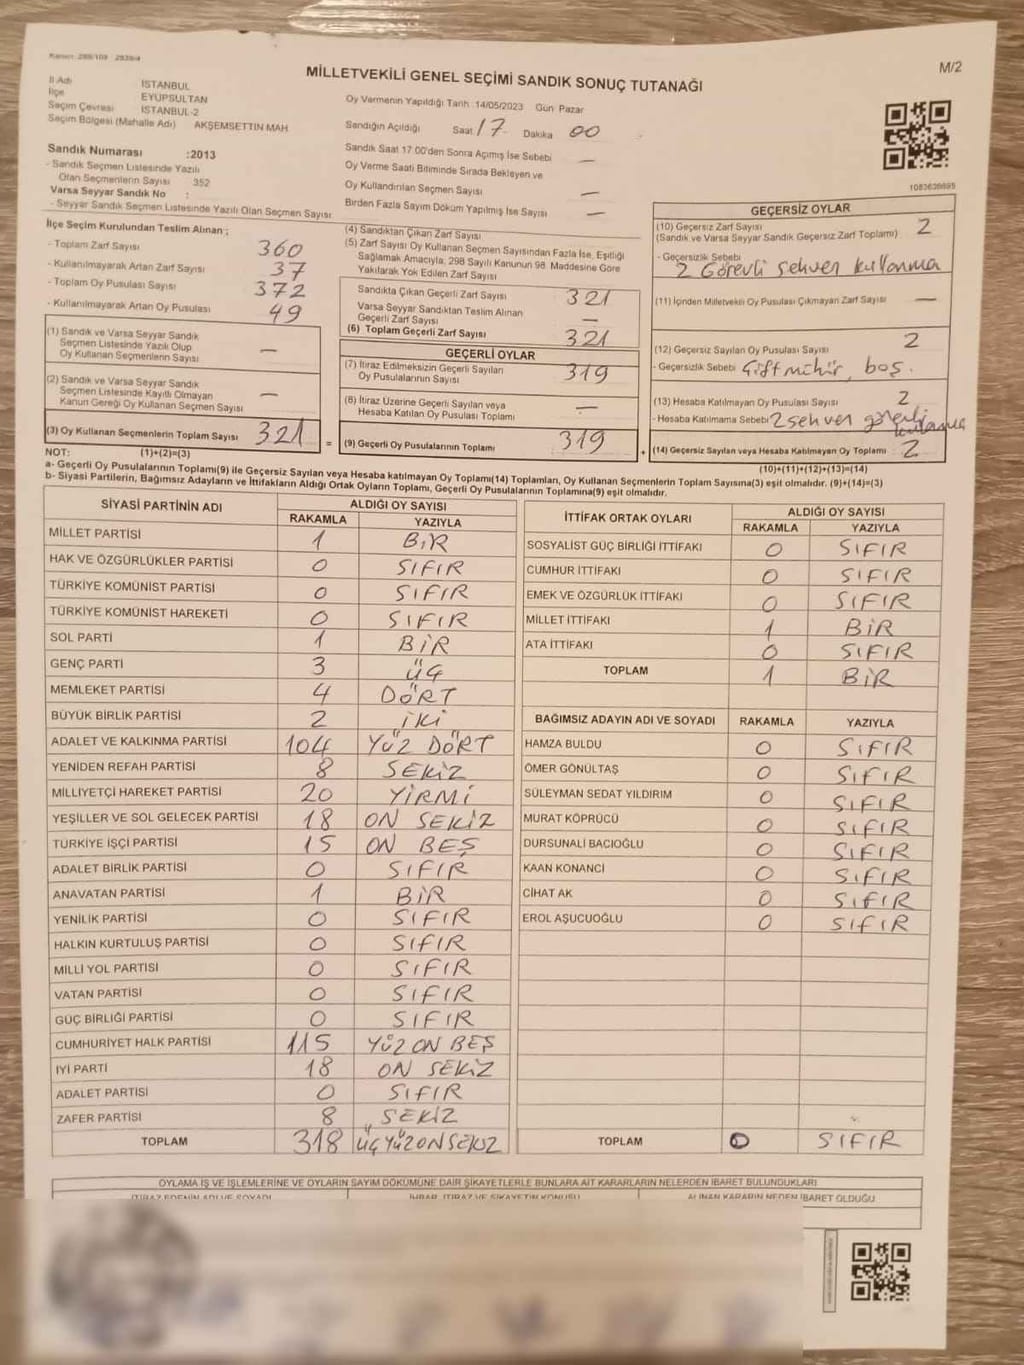 M/2
MİLLETVEKİLİ GENEL SEÇİMİ SANDIK SONUÇ TUTANAĞI
İl Adı İSTANBUL
İlçe EYÜPSULTAN
Seçim Çevresi İSTANBUL-2
Seçim Bölgesi (Mahalle Adı) AKŞEMSETTİN MAH
Sandık Numarası :2013
- Sandık Seçmen Listesinde Yazılı
Olan Seçmenlerin Sayısı 352
Varsa Seyyar Sandık No :
- Seyyar Sandık Seçmen Listesinde Yazılı Olan Seçmen Sayısı:
Oy Vermenin Yapıldığı Tarih :14/05/2023 Gün Pazar
Sandığın Açıldığı Saat 17 Dakika 00
Sandık Saat 17.00'den Sonra Açımış İse Sebebi —
Oy Verme Saati Bitiminde Sırada Bekleyen ve
Oy Kullandırılan Seçmen Sayısı —
Birden Fazla Sayım Döküm Yapılmış İse Sayısı —
1083636695
İlçe Seçim Kurulundan Teslim Alınan ;
- Toplam Zarf Sayısı 360
- Kullanılmayarak Artan Zarf Sayısı 37
- Toplam Oy Pusulası Sayısı 372
- Kullanılmayarak Artan Oy Pusulası 49
(1) Sandık ve Varsa Seyyar Sandık
Seçmen Listesinde Yazılı Olup
Oy Kullanan Seçmenlerin Sayısı —
(2) Sandık ve Varsa Seyyar Sandık
Seçmen Listesinde Kayıtlı Olmayan
Kanun Gereği Oy Kullanan Seçmen Sayısı —
(3) Oy Kullanan Seçmenlerin Toplam Sayısı 321
(4) Sandıktan Çıkan Zarf Sayısı
(5) Zarf Sayısı Oy Kullanan Seçmen Sayısından Fazla İse, Eşitliği
Sağlamak Amacıyla, 298 Sayılı Kanunun 98. Maddesine Göre
Yakılarak Yok Edilen Zarf Sayısı
Sandıkta Çıkan Geçerli Zarf Sayısı 321
Varsa Seyyar Sandıktan Teslim Alınan
Geçerli Zarf Sayısı —
(6) Toplam Geçerli Zarf Sayısı 321
GEÇERLİ OYLAR
(7) İtiraz Edilmeksizin Geçerli Sayılan
Oy Pusulalarının Sayısı 319
(8) İtiraz Üzerine Geçerli Sayılan veya
Hesaba Katılan Oy Pusulası Toplamı —
= (9) Geçerli Oy Pusulalarının Toplamı 319
GEÇERSİZ OYLAR
(10) Geçersiz Zarf Sayısı 2
(Sandık ve Varsa Seyyar Sandık Geçersiz Zarf Toplamı)
- Geçersizlik Sebebi
2 Görevli sehven kullanma
(11) İçinden Milletvekili Oy Pusulası Çıkmayan Zarf Sayısı —
(12) Geçersiz Sayılan Oy Pusulası Sayısı 2
- Geçersizlik Sebebi Çift mühür, boş.
(13) Hesaba Katılmayan Oy Pusulası Sayısı 2
- Hesaba Katılmama Sebebi 2 sehven görevli
+ (14) Geçersiz Sayılan veya Hesaba Katılmayan Oy Toplamı 2
NOT: (1)+(2)=(3)
(10)+(11)+(12)+(13)=(14)
a- Geçerli Oy Pusulalarının Toplamı(9) ile Geçersiz Sayılan veya Hesaba katılmayan Oy Toplamı(14) Toplamları, Oy Kullanan Seçmenlerin Toplam Sayısına(3) eşit olmalıdır. (9)+(14)=(3)
b- Siyasi Partilerin, Bağımsız Adayların ve İttifakların Aldığı Ortak Oyların Toplamı, Geçerli Oy Pusulalarının Toplamına(9) eşit olmalıdır.
SİYASİ PARTİNİN ADI ALDIĞI OY SAYISI
RAKAMLA YAZIYLA
MİLLET PARTİSİ 1 BİR
HAK VE ÖZGÜRLÜKLER PARTİSİ 0 SIFIR
TÜRKİYE KOMÜNİST PARTİSİ 0 SIFIR
TÜRKİYE KOMÜNİST HAREKETİ 0 SIFIR
SOL PARTİ 1 BİR
GENÇ PARTİ 3 ÜÇ
MEMLEKET PARTİSİ 4 DÖRT
BÜYÜK BİRLİK PARTİSİ 2 İKİ
ADALET VE KALKINMA PARTİSİ 104 YÜZ DÖRT
YENİDEN REFAH PARTİSİ 8 SEKİZ
MİLLİYETÇİ HAREKET PARTİSİ 20 YİRMİ
YEŞİLLER VE SOL GELECEK PARTİSİ 18 ON SEKİZ
TÜRKİYE İŞÇİ PARTİSİ 15 ON BEŞ
ADALET BİRLİK PARTİSİ 0 SIFIR
ANAVATAN PARTİSİ 1 BİR
YENİLİK PARTİSİ 0 SIFIR
HALKIN KURTULUŞ PARTİSİ 0 SIFIR
MİLLİ YOL PARTİSİ 0 SIFIR
VATAN PARTİSİ 0 SIFIR
GÜÇ BİRLİĞİ PARTİSİ 0 SIFIR
CUMHURİYET HALK PARTİSİ 115 YÜZ ON BEŞ
İYİ PARTİ 18 ON SEKİZ
ADALET PARTİSİ 0 SIFIR
ZAFER PARTİSİ 8 SEKİZ
TOPLAM 318 ÜÇ YÜZ ON SEKİZ
İTTİFAK ORTAK OYLARI ALDIĞI OY SAYISI
RAKAMLA YAZIYLA
SOSYALİST GÜÇ BİRLİĞİ İTTİFAKI 0 SIFIR
CUMHUR İTTİFAKI 0 SIFIR
EMEK VE ÖZGÜRLÜK İTTİFAKI 0 SIFIR
MİLLET İTTİFAKI 1 BİR
ATA İTTİFAKI 0 SIFIR
TOPLAM 1 BİR
BAĞIMSIZ ADAYIN ADI VE SOYADI RAKAMLA YAZIYLA
HAMZA BULDU 0 SIFIR
ÖMER GÖNÜLTAŞ 0 SIFIR
SÜLEYMAN SEDAT YILDIRIM 0 SIFIR
MURAT KÖPRÜCÜ 0 SIFIR
DURSUNALİ BACIOĞLU 0 SIFIR
KAAN KONANCİ 0 SIFIR
CİHAT AK 0 SIFIR
EROL AŞUCUOĞLU 0 SIFIR
TOPLAM 0 SIFIR
OYLAMA İŞ VE İŞLEMLERİNE VE OYLARIN SAYIM DÖKÜMÜNE DAİR ŞİKAYETLERLE BUNLARA AİT KARARLARIN NELERDEN İBARET BULUNDUKLARI
İTİRAZ EDENİN ADI VE SOYADI İHBAR, İTİRAZ VE ŞİKAYETİN KONUSU ALINAN KARARIN NEDEN İBARET OLDUĞU